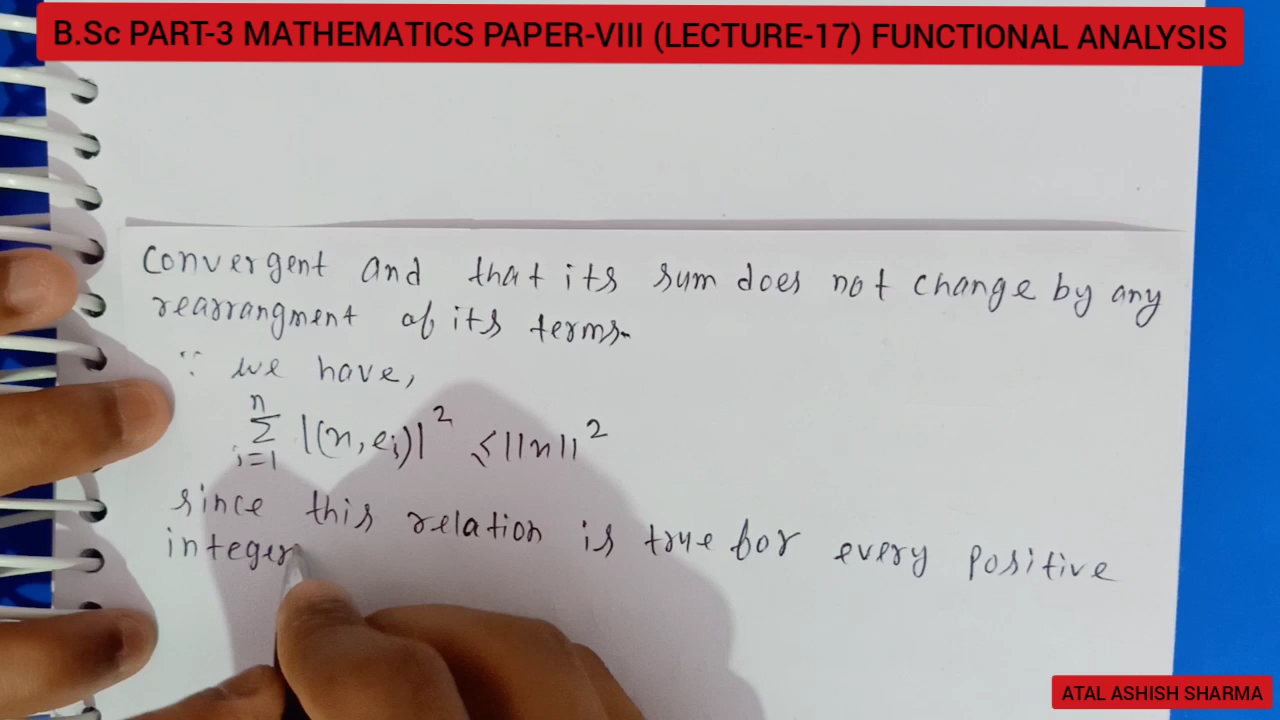 B.Sc PART-3 MATHEMATICS PAPER-VIII (LECTURE-17) FUNCTIONAL ANALYSIS
Convergent and that its sum does not change by any
rearrangment of its terms.
∵ we have,
n
∑ |(x, ei)|² ≤ ||x||²
i=1
since this relation is true for every positive
integer
ATAL ASHISH SHARMA